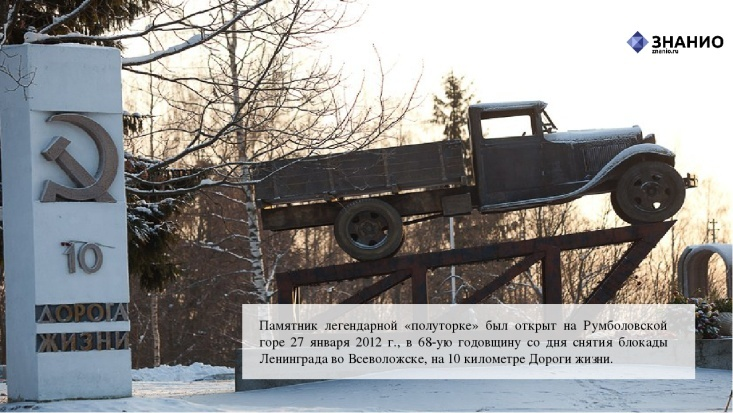 ЗНАНИО
znanio.ru
10
ДОРОГА
ЖИЗНИ
Памятник легендарной «полуторке» был открыт на Румболовской
горе 27 января 2012 г., в 68-ую годовщину со дня снятия блокады
Ленинграда во Всеволожске, на 10 километре Дороги жизни.